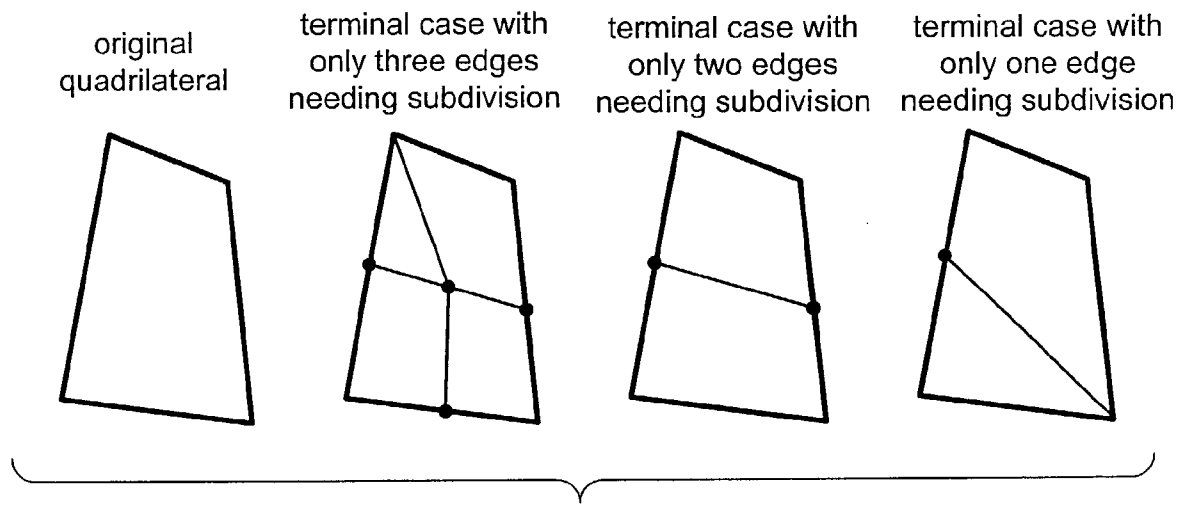 original
quadrilateral
terminal case with
only three edges
needing subdivision
terminal case with
only two edges
needing subdivision
terminal case with
only one edge
needing subdivision